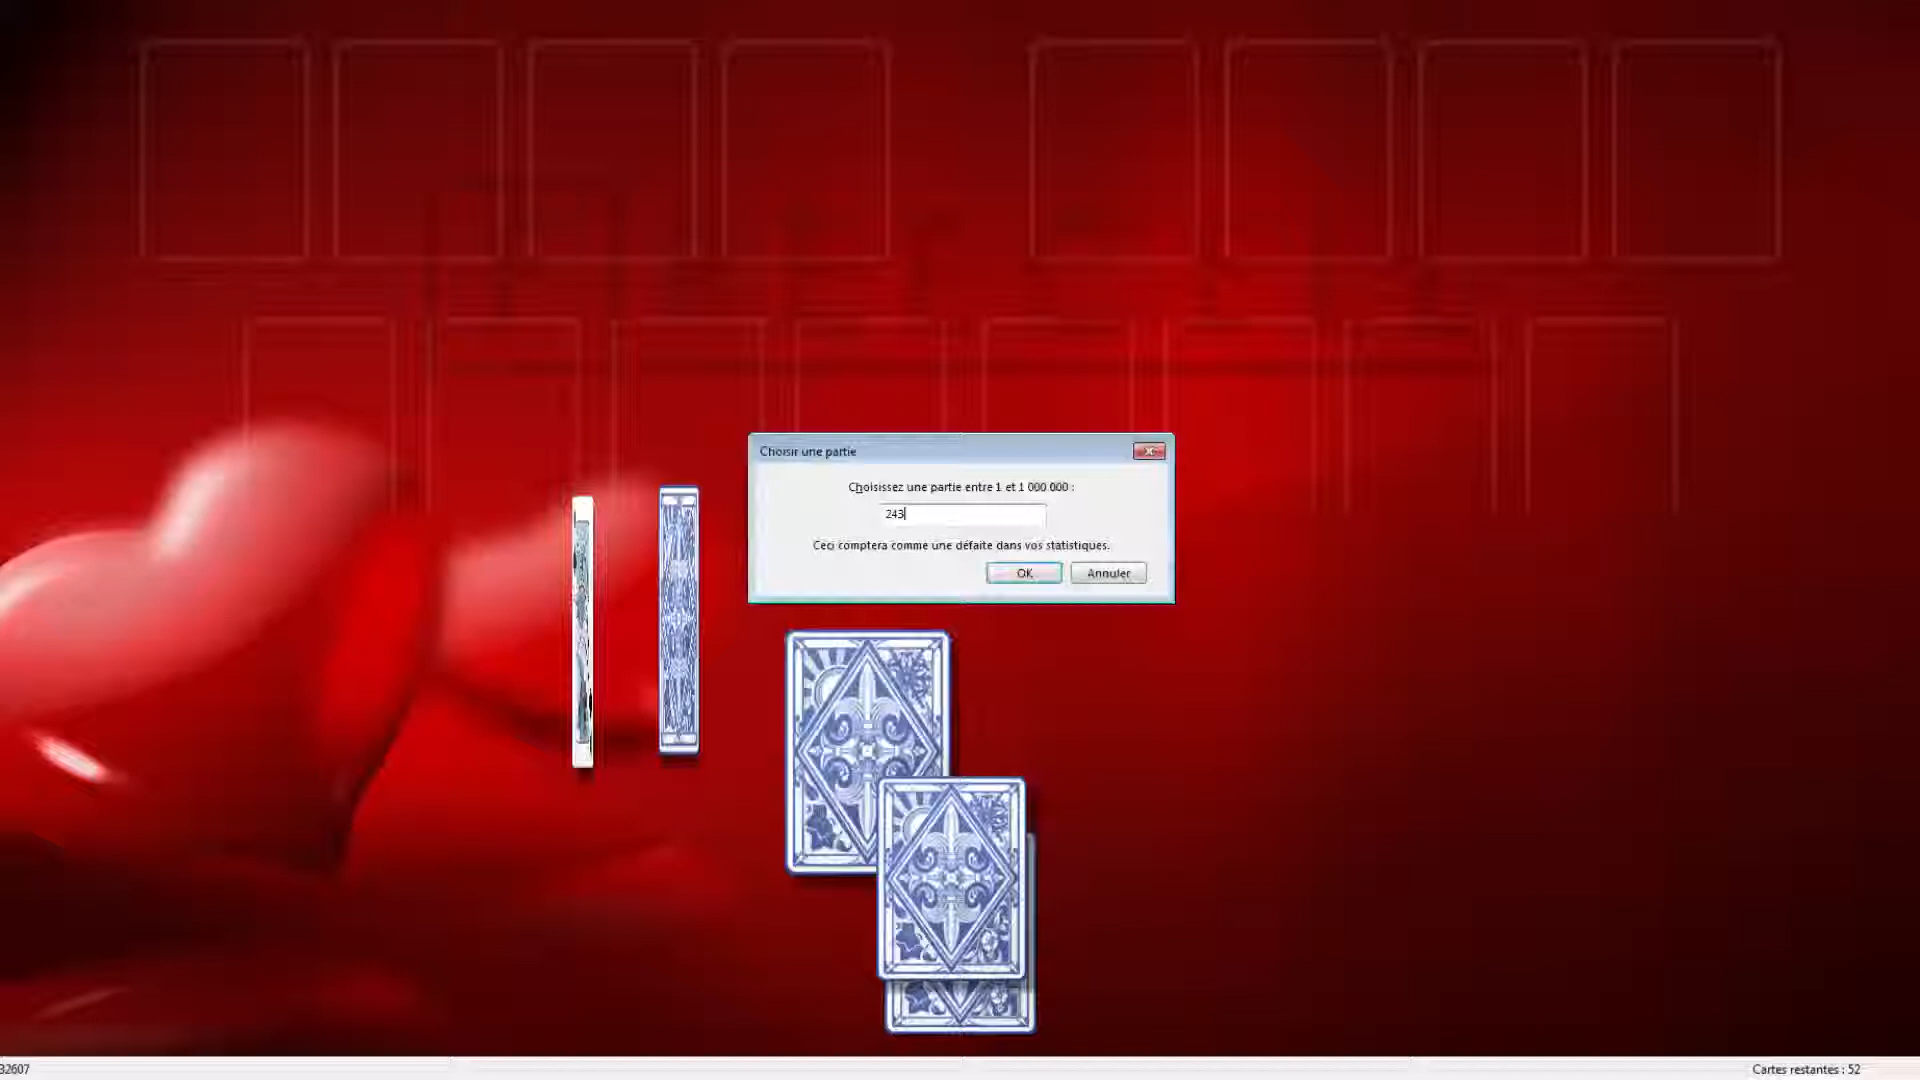 Choisir une partie
Choisissez une partie entre 1 et 1 000 000 :
243
Ceci comptera comme une défaite dans vos statistiques.
OK Annuler
32607 Cartes restantes : 52